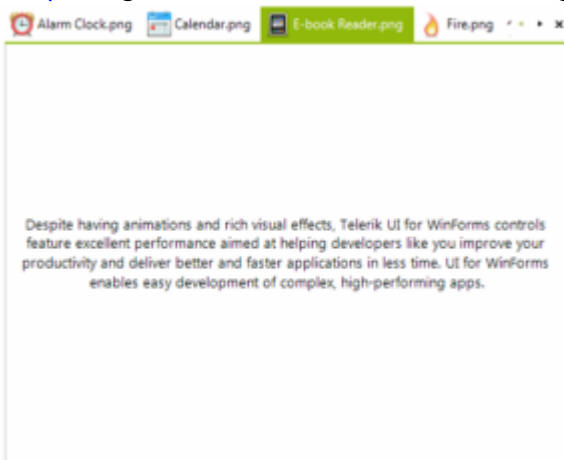 Alarm Clock.png Calendar.png E-book Reader.png Fire.png
Despite having animations and rich visual effects, Telerik UI for WinForms controls
feature excellent performance aimed at helping developers like you improve your
productivity and deliver better and faster applications in less time. UI for WinForms
enables easy development of complex, high-performing apps.